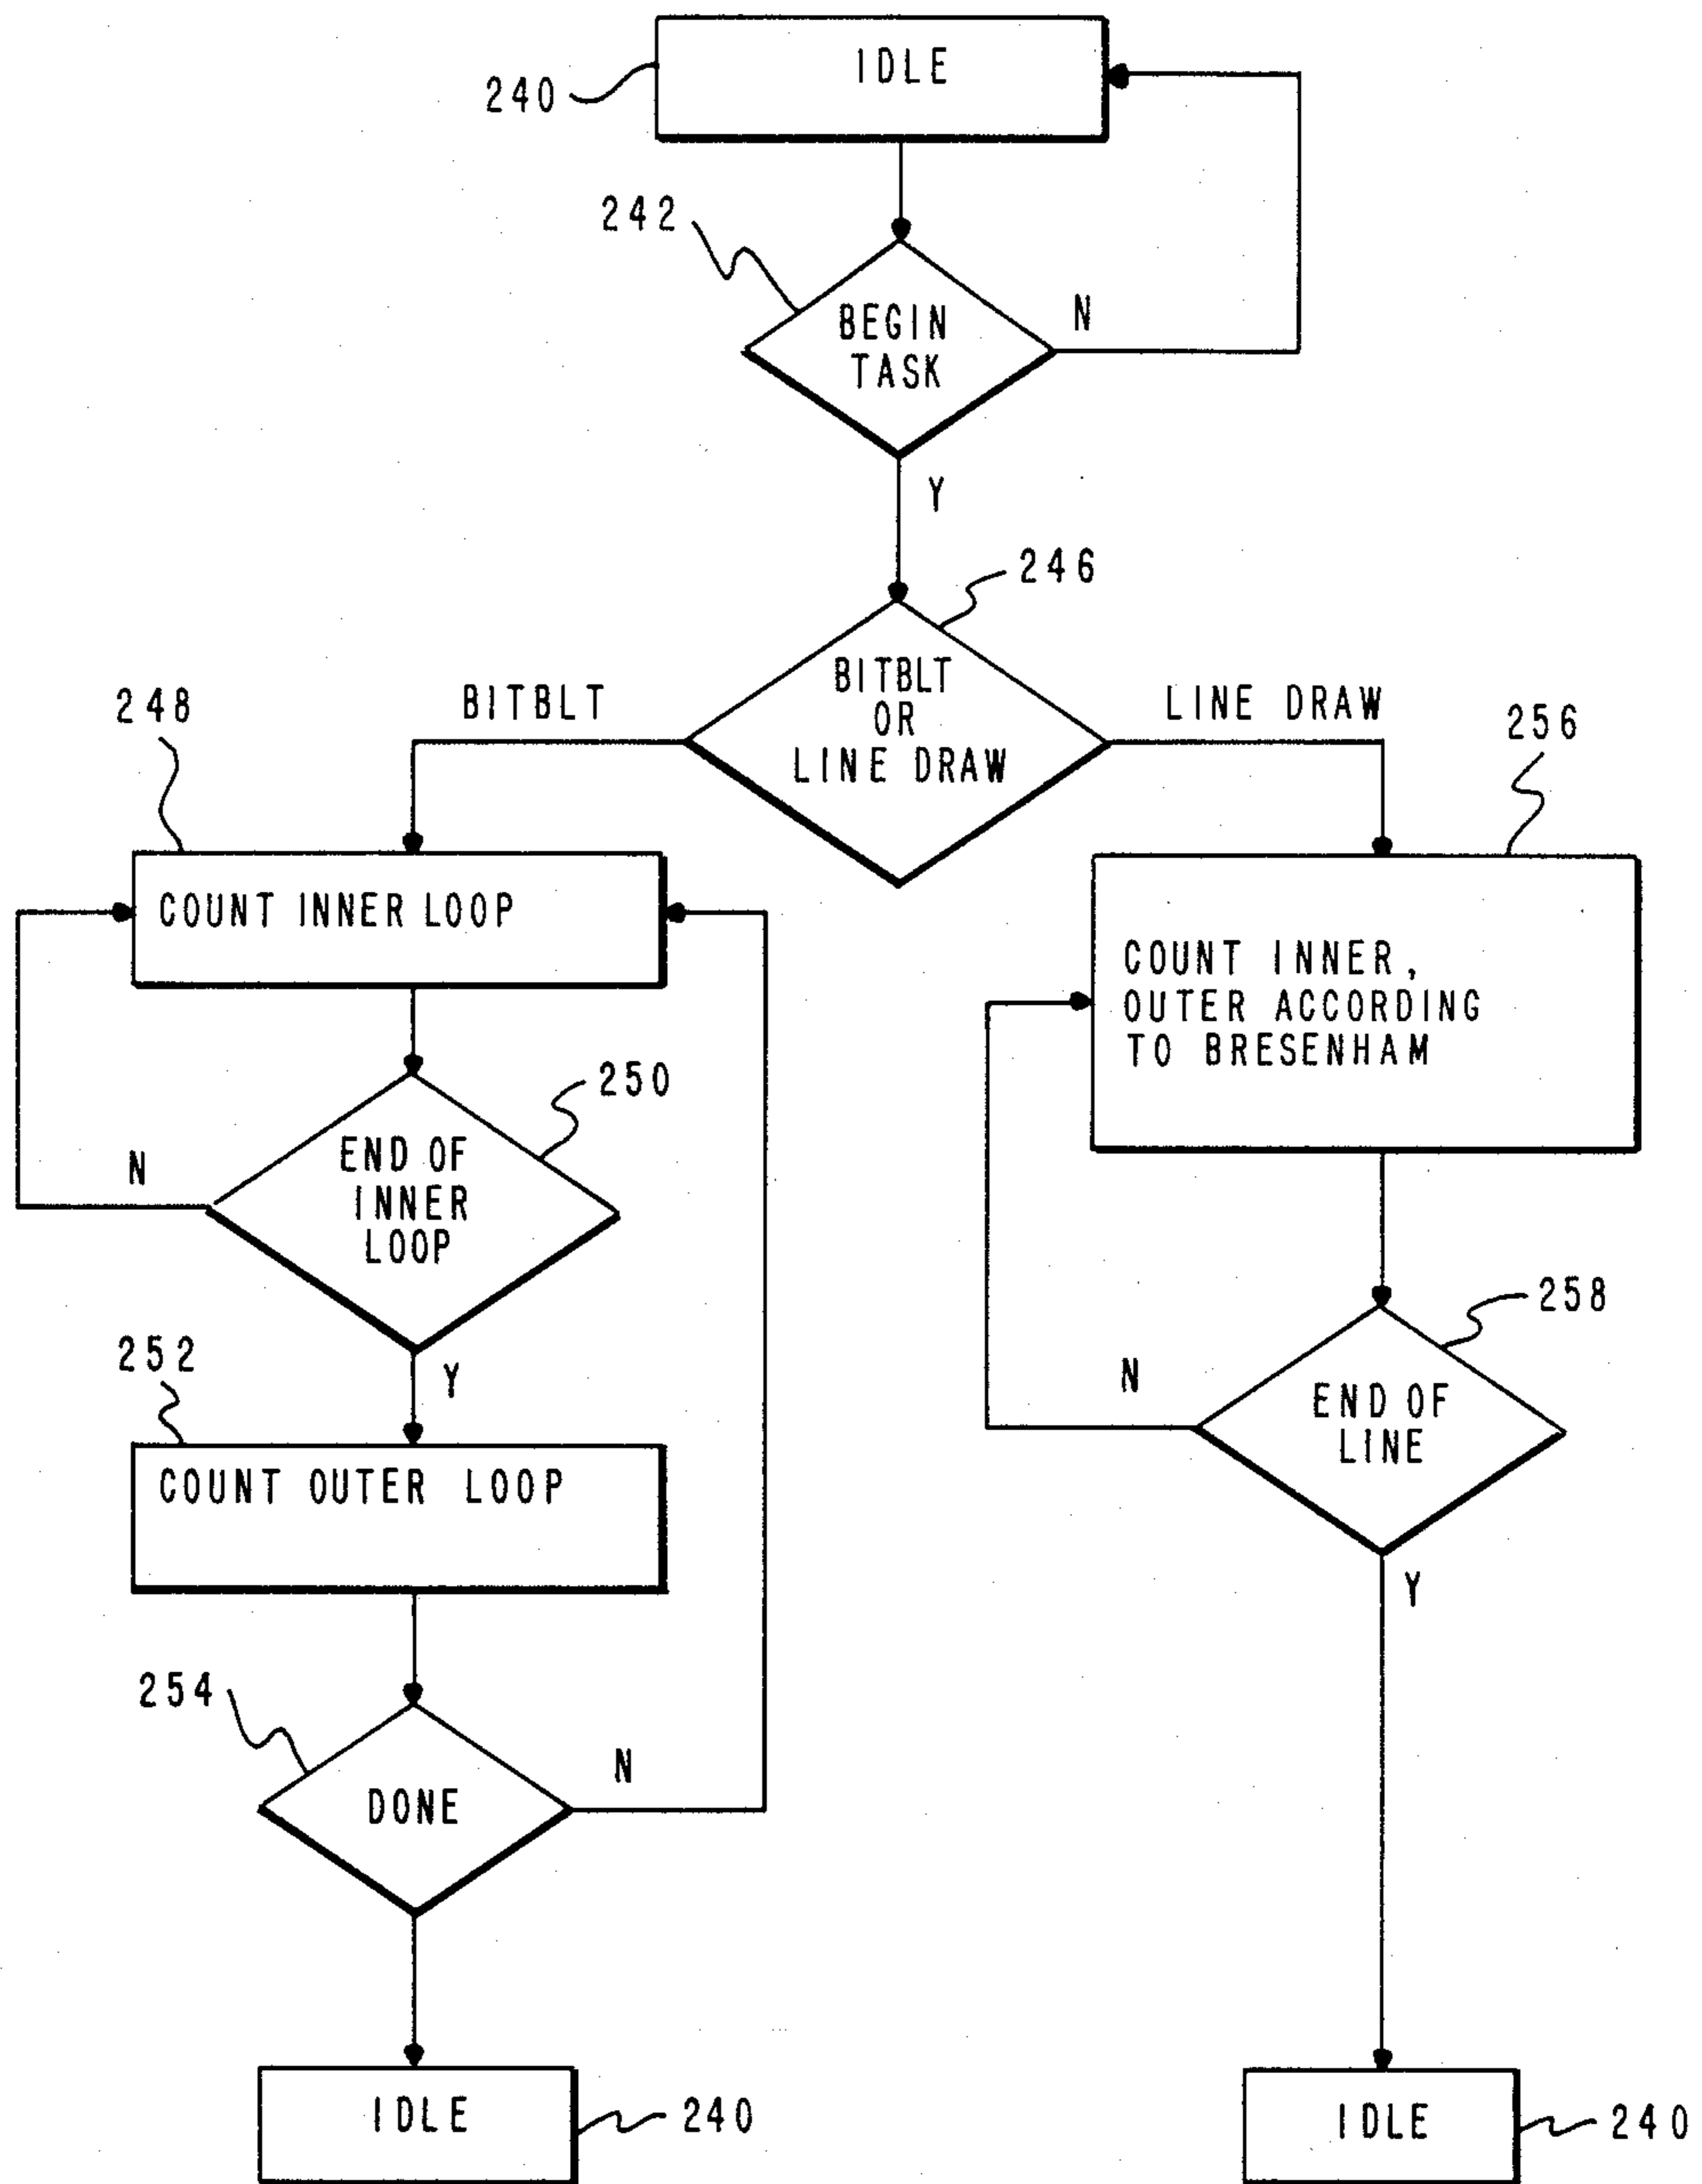 IDLE
240
242
BEGIN
TASK
N
Y
246
BITBLT
OR
LINE DRAW
BITBLT
LINE DRAW
248
COUNT INNER LOOP
250
END OF
INNER
LOOP
N
Y
252
COUNT OUTER LOOP
254
DONE
N
IDLE
240
256
COUNT INNER,
OUTER ACCORDING
TO BRESENHAM
258
END OF
LINE
N
Y
IDLE
240